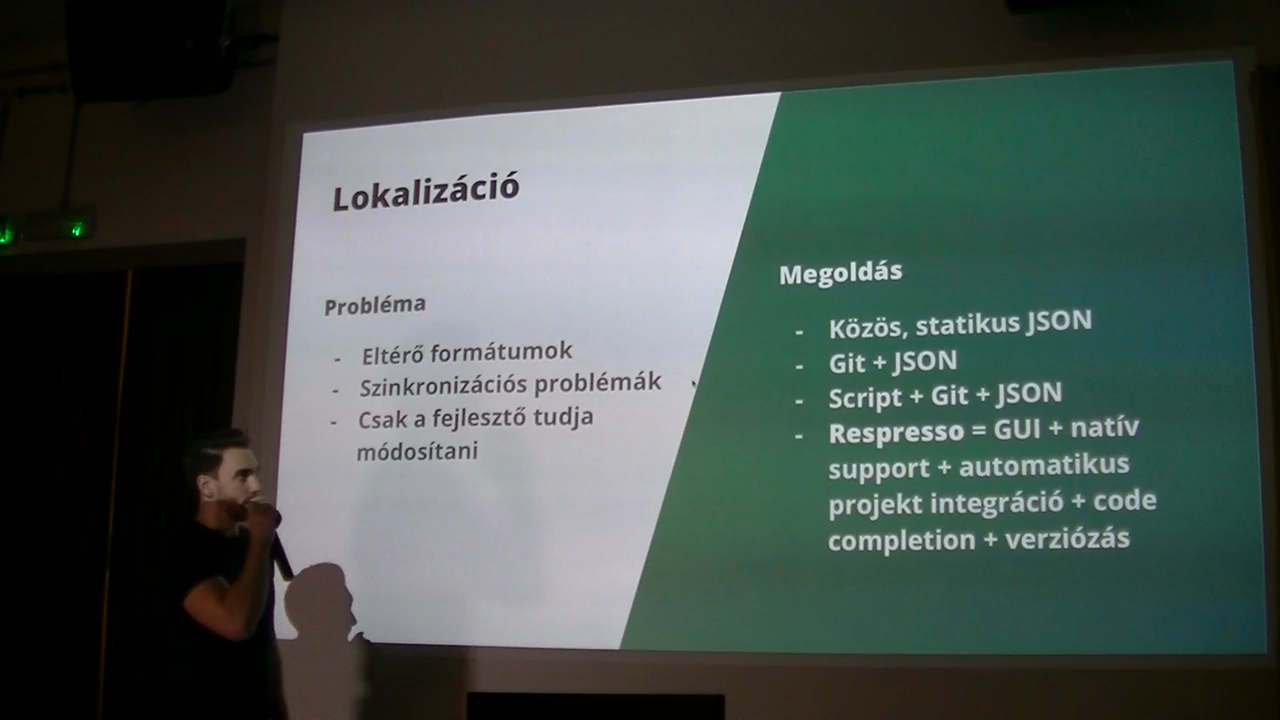 Lokalizáció
Probléma
- Eltérő formátumok
- Szinkronizációs problémák
- Csak a fejlesztő tudja
módosítani
Megoldás
- Közös, statikus JSON
- Git + JSON
- Script + Git + JSON
- Respresso = GUI + natív
support + automatikus
projekt integráció + code
completion + verziózás